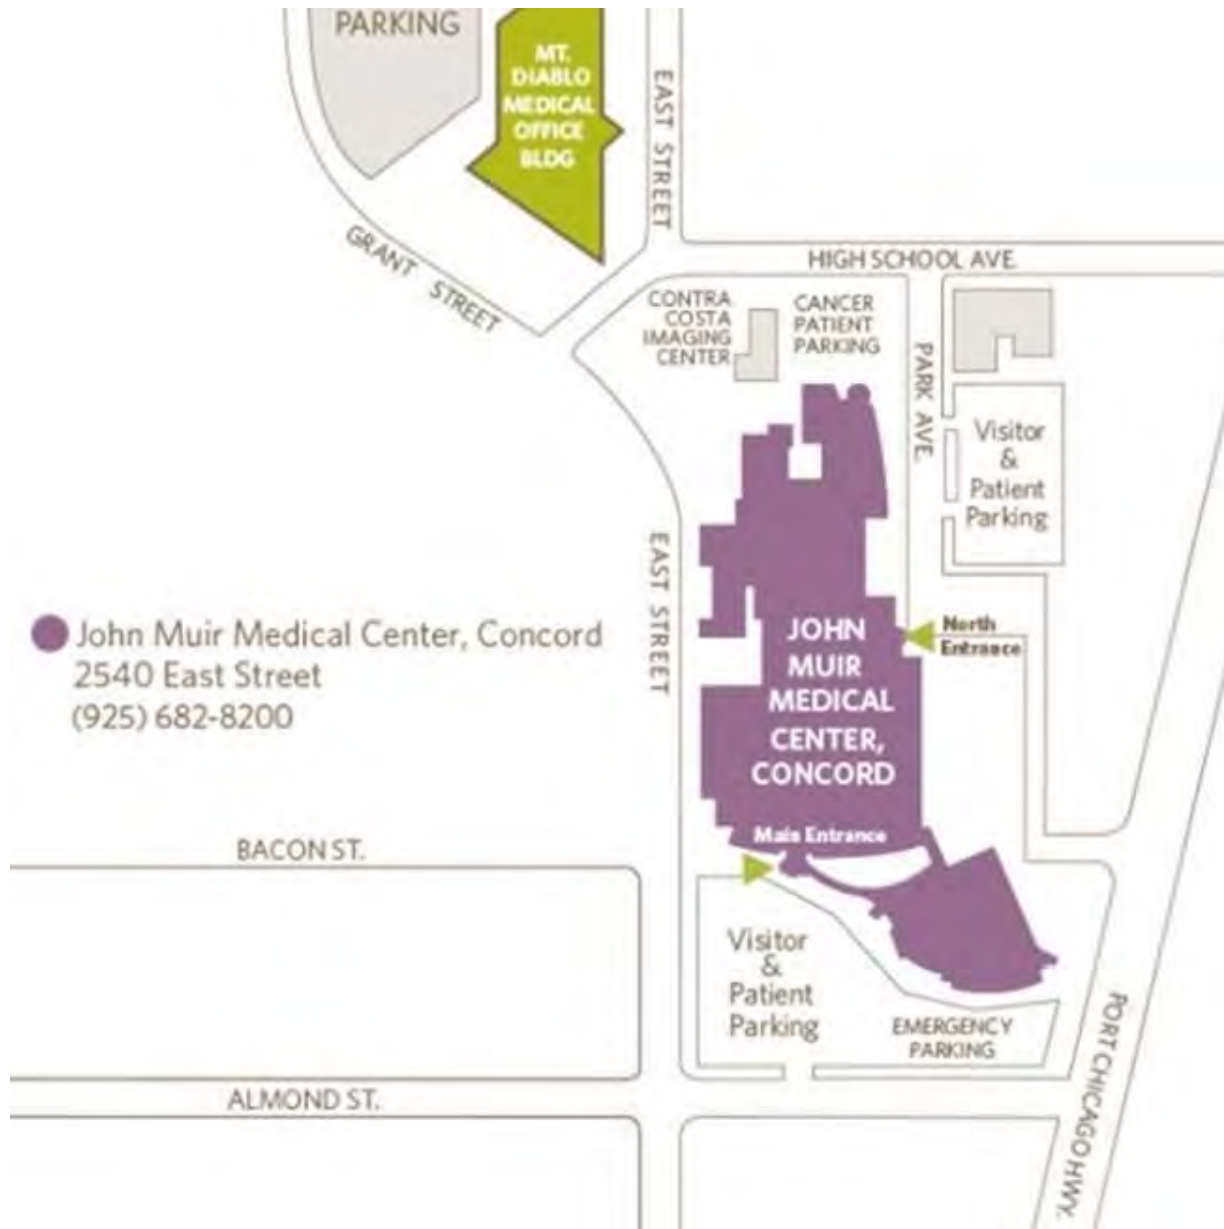 PARKING
MT.
DIABLO
MEDICAL
OFFICE
BLDG
EAST STREET
GRANT STREET
HIGH SCHOOL AVE.
CONTRA
COSTA
IMAGING
CENTER
CANCER
PATIENT
PARKING
PARK AVE.
Visitor
&
Patient
Parking
EAST STREET
John Muir Medical Center, Concord
2540 East Street
(925) 682-8200
JOHN
MUIR
MEDICAL
CENTER,
CONCORD
North
Entrance
Main Entrance
BACON ST.
Visitor
&
Patient
Parking
EMERGENCY
PARKING
PORT CHICAGO HWY.
ALMOND ST.